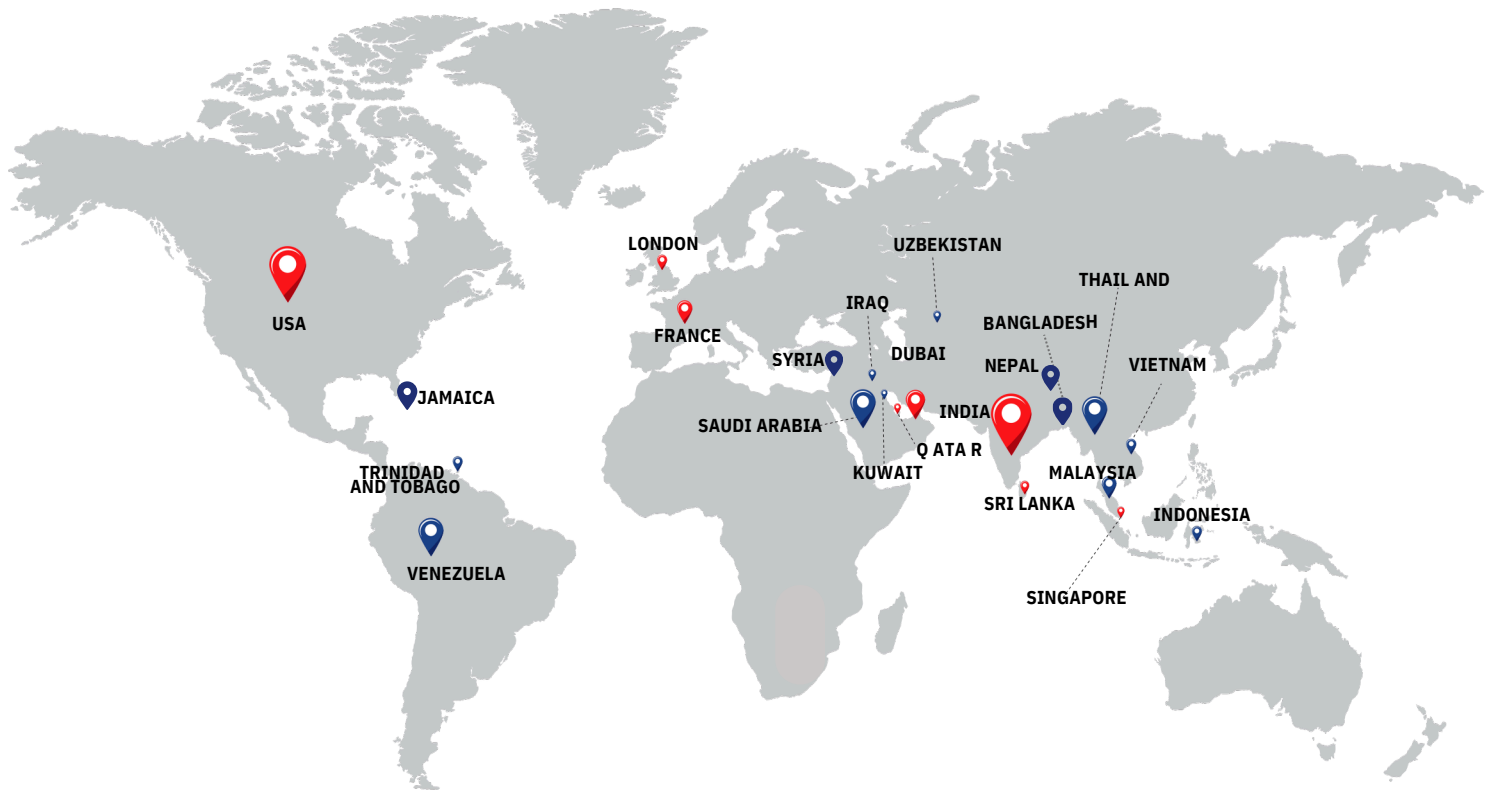 LONDON
UZBEKISTAN
THAIL AND
IRAQ
BANGLADESH
USA
FRANCE
SYRIA
DUBAI
NEPAL
VIETNAM
JAMAICA
SAUDI ARABIA
INDIA
Q ATA R
TRINIDAD
AND TOBAGO
KUWAIT
MALAYSIA
SRI LANKA
INDONESIA
VENEZUELA
SINGAPORE